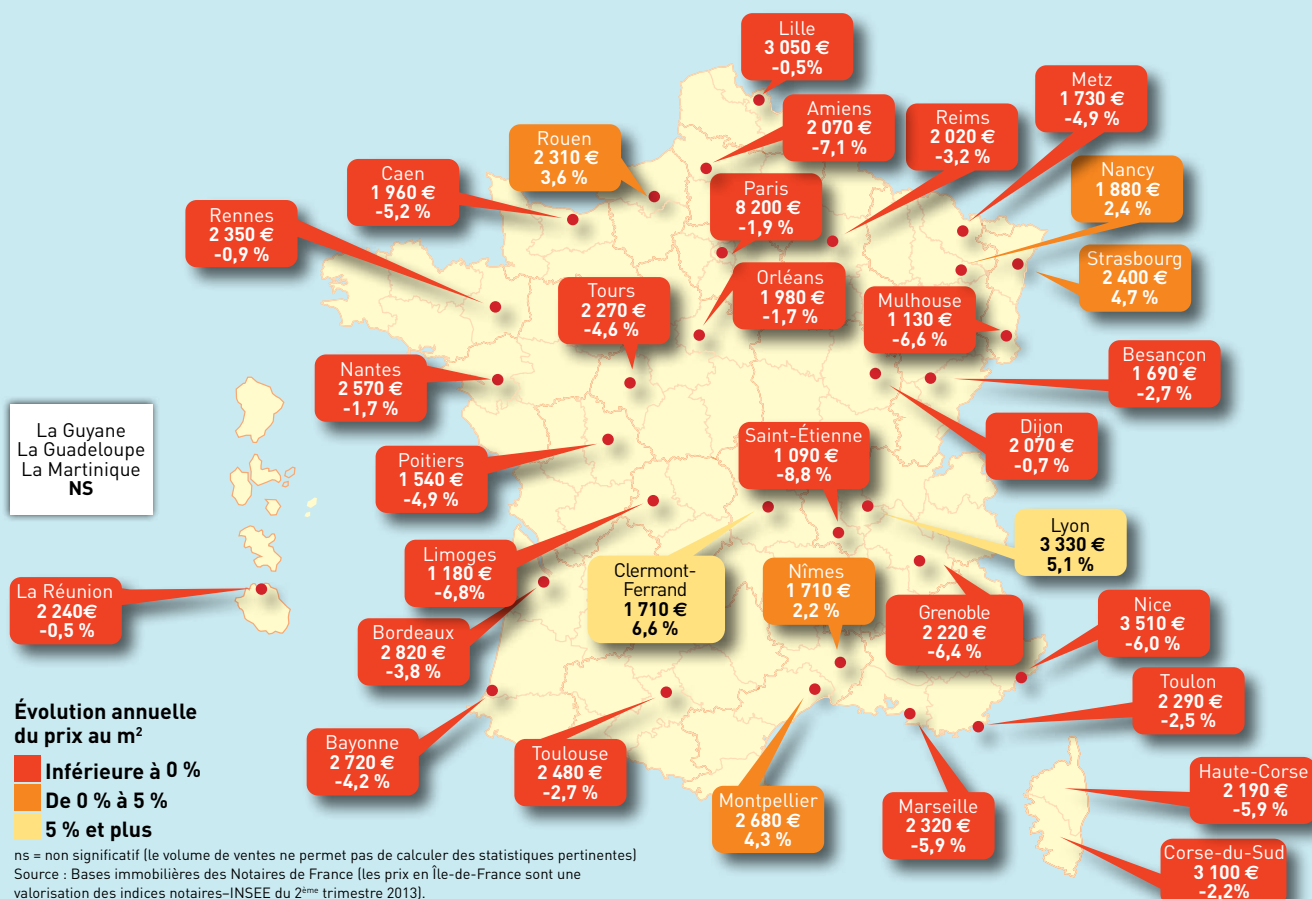 Lille
3 050 €
-0,5%
Metz
1 730 €
-4,9 %
Amiens
2 070 €
-7,1 %
Reims
2 020 €
-3,2 %
Rouen
2 310 €
3,6 %
Caen
1 960 €
-5,2 %
Paris
8 200 €
-1,9 %
Nancy
1 880 €
2,4 %
Rennes
2 350 €
-0,9 %
Strasbourg
2 400 €
4,7 %
Orléans
1 980 €
-1,7 %
Tours
2 270 €
-4,6 %
Mulhouse
1 130 €
-6,6 %
Besançon
1 690 €
-2,7 %
Nantes
2 570 €
-1,7 %
La Guyane
La Guadeloupe
La Martinique
NS
Dijon
2 070 €
-0,7 %
Saint-Étienne
1 090 €
-8,8 %
Poitiers
1 540 €
-4,9 %
Lyon
3 330 €
5,1 %
Limoges
1 180 €
-6,8%
Clermont-
Ferrand
1 710 €
6,6 %
Nîmes
1 710 €
2,2 %
La Réunion
2 240€
-0,5 %
Grenoble
2 220 €
-6,4 %
Nice
3 510 €
-6,0 %
Bordeaux
2 820 €
-3,8 %
Toulon
2 290 €
-2,5 %
Bayonne
2 720 €
-4,2 %
Toulouse
2 480 €
-2,7 %
Montpellier
2 680 €
4,3 %
Marseille
2 320 €
-5,9 %
Haute-Corse
2 190 €
-5,9 %
Corse-du-Sud
3 100 €
-2,2%
Évolution annuelle
du prix au m²
Inférieure à 0 %
De 0 % à 5 %
5 % et plus
ns = non significatif (le volume de ventes ne permet pas de calculer des statistiques pertinentes)
Source : Bases immobilières des Notaires de France (les prix en Île-de-France sont une
valorisation des indices notaires–INSEE du 2ème trimestre 2013).